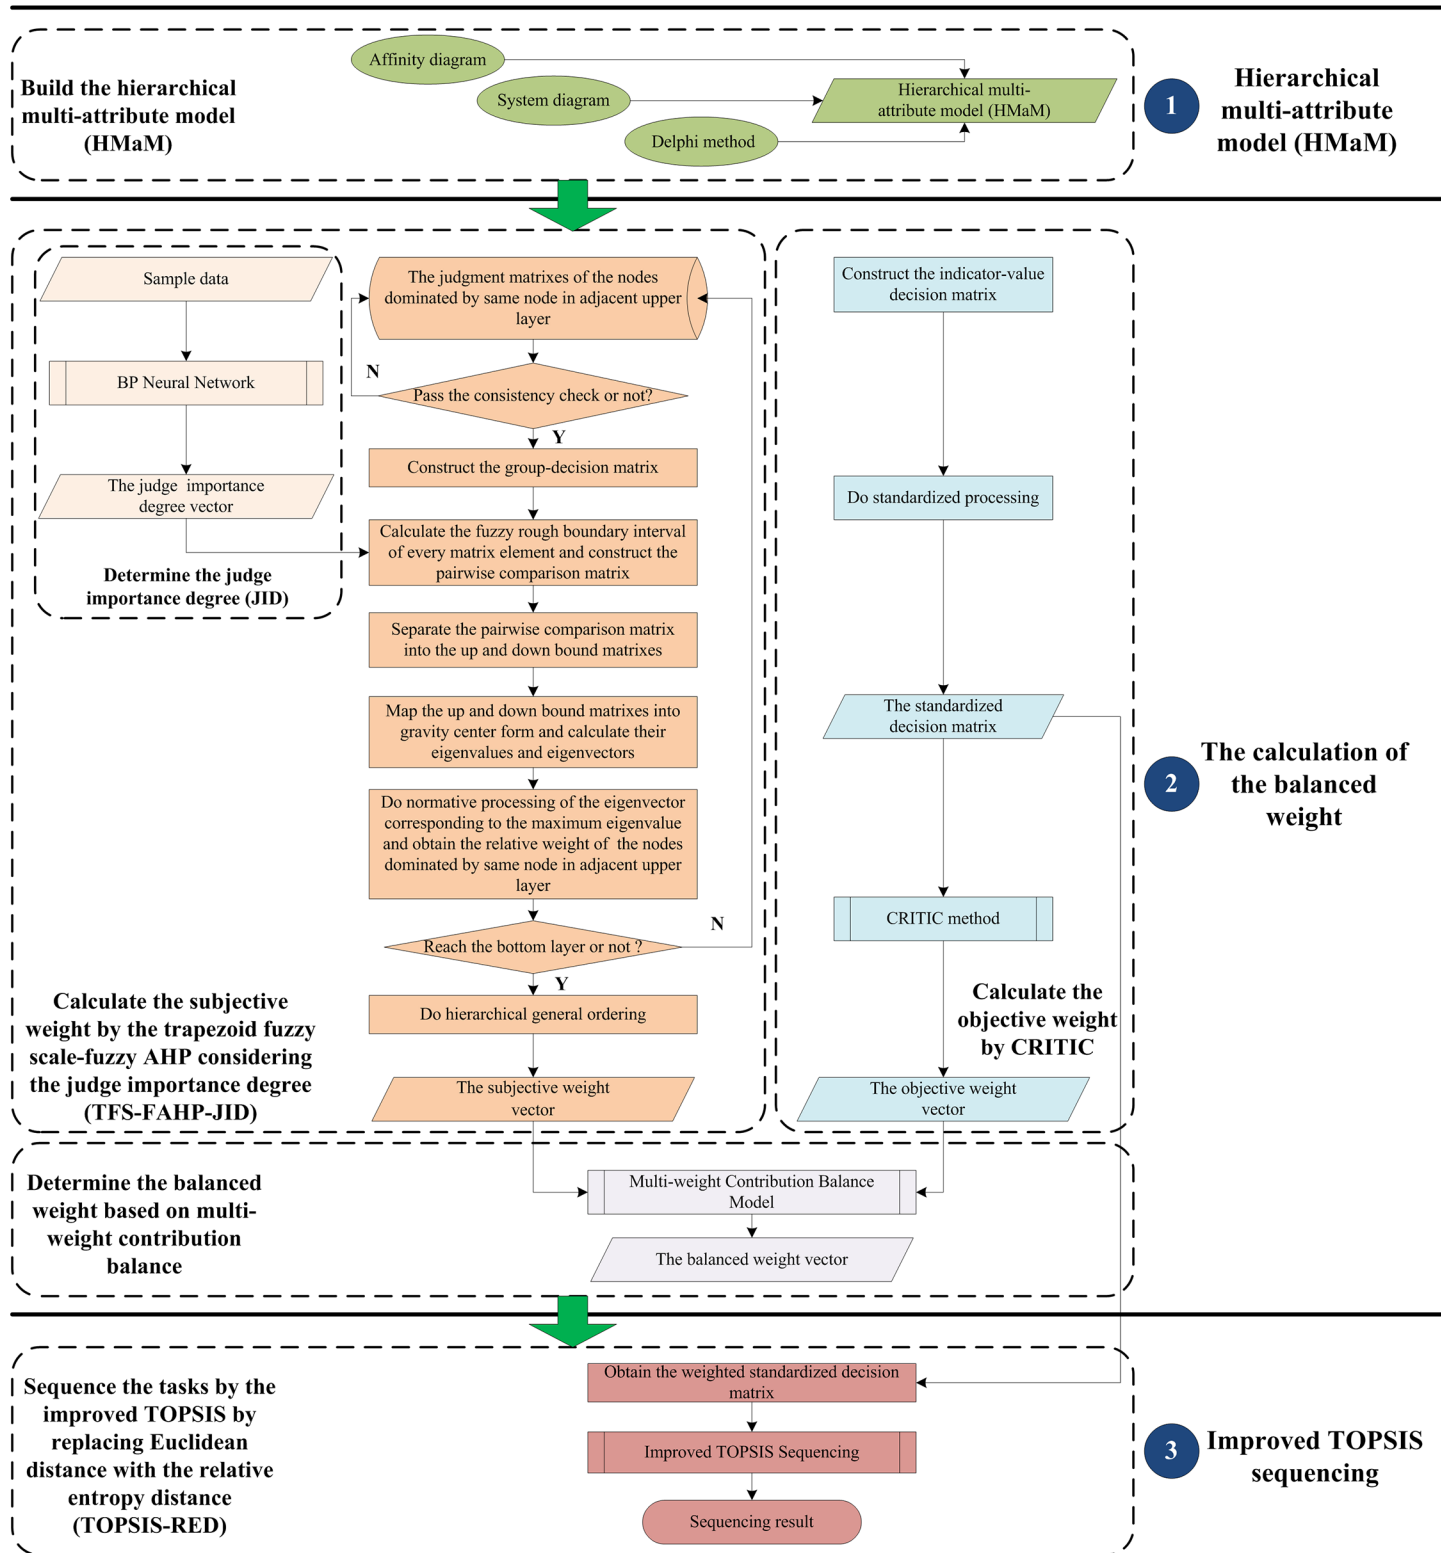 Build the hierarchical
multi-attribute model
(HMaM)
Affinity diagram
System diagram
Delphi method
Hierarchical multi-
attribute model (HMaM)
1
Hierarchical
multi-attribute
model (HMaM)
Sample data
BP Neural Network
The judge importance
degree vector
Determine the judge
importance degree (JID)
The judgment matrixes of the nodes
dominated by same node in adjacent upper
layer
N
Pass the consistency check or not?
Y
Construct the group-decision matrix
Calculate the fuzzy rough boundary interval
of every matrix element and construct the
pairwise comparison matrix
Separate the pairwise comparison matrix
into the up and down bound matrixes
Map the up and down bound matrixes into
gravity center form and calculate their
eigenvalues and eigenvectors
Do normative processing of the eigenvector
corresponding to the maximum eigenvalue
and obtain the relative weight of the nodes
dominated by same node in adjacent upper
layer
N
Reach the bottom layer or not ?
Y
Do hierarchical general ordering
The subjective weight
vector
Calculate the subjective
weight by the trapezoid fuzzy
scale-fuzzy AHP considering
the judge importance degree
(TFS-FAHP-JID)
Construct the indicator-value
decision matrix
Do standardized processing
The standardized
decision matrix
CRITIC method
Calculate the
objective weight
by CRITIC
The objective weight
vector
2
The calculation of
the balanced
weight
Determine the balanced
weight based on multi-
weight contribution
balance
Multi-weight Contribution Balance
Model
The balanced weight vector
Sequence the tasks by the
improved TOPSIS by
replacing Euclidean
distance with the relative
entropy distance
(TOPSIS-RED)
Obtain the weighted standardized decision
matrix
Improved TOPSIS Sequencing
Sequencing result
3
Improved TOPSIS
sequencing